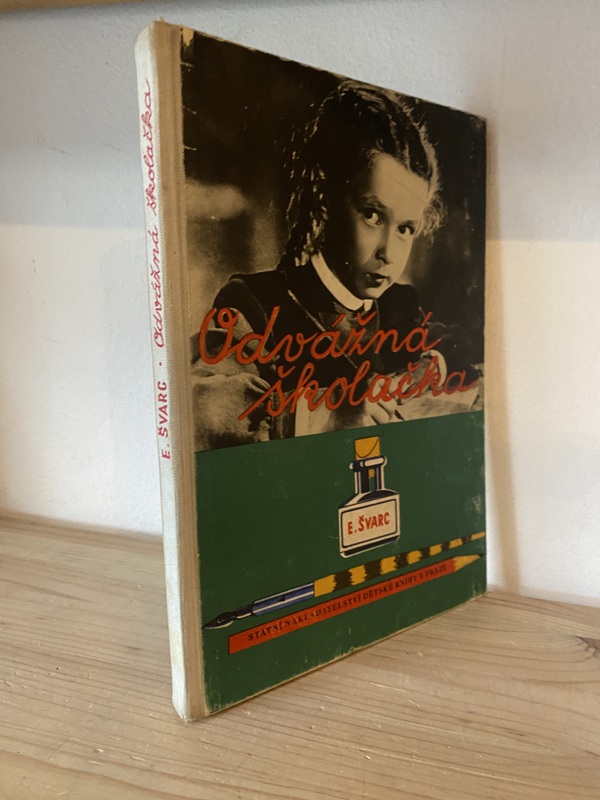 E. ŠVARC · Odvážná školačka
Odvážná
školačka
E. ŠVARC
STÁTNÍ NAKLADATELSTVÍ DĚTSKÉ KNIHY V PRAZE